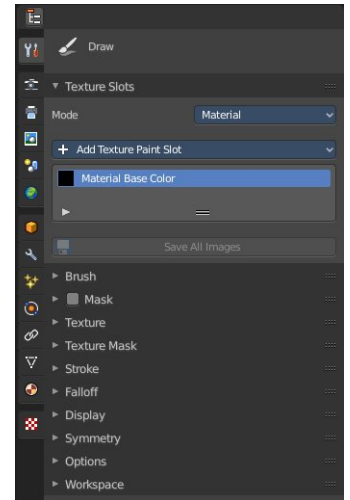 Draw
Texture Slots
Mode Material
Add Texture Paint Slot
Material Base Color
Save All Images
Brush
Mask
Texture
Texture Mask
Stroke
Falloff
Display
Symmetry
Options
Workspace